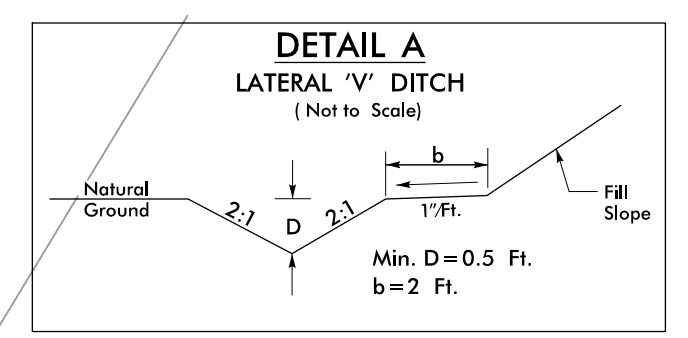 DETAIL A
LATERAL 'V' DITCH
( Not to Scale)
b
Natural
Ground
2:1
D
2:1
1"/Ft.
Fill
Slope
Min. D=0.5 Ft.
b=2 Ft.